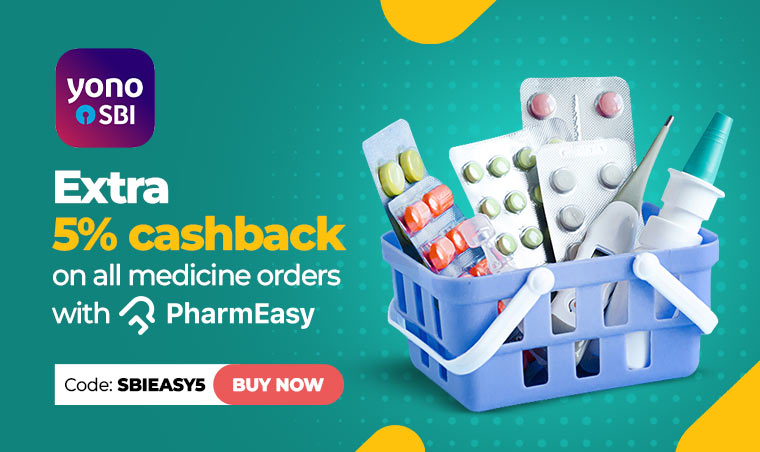 yono
SBI
Extra
5% cashback
on all medicine orders
with PharmEasy
Code: SBIEASY5 BUY NOW